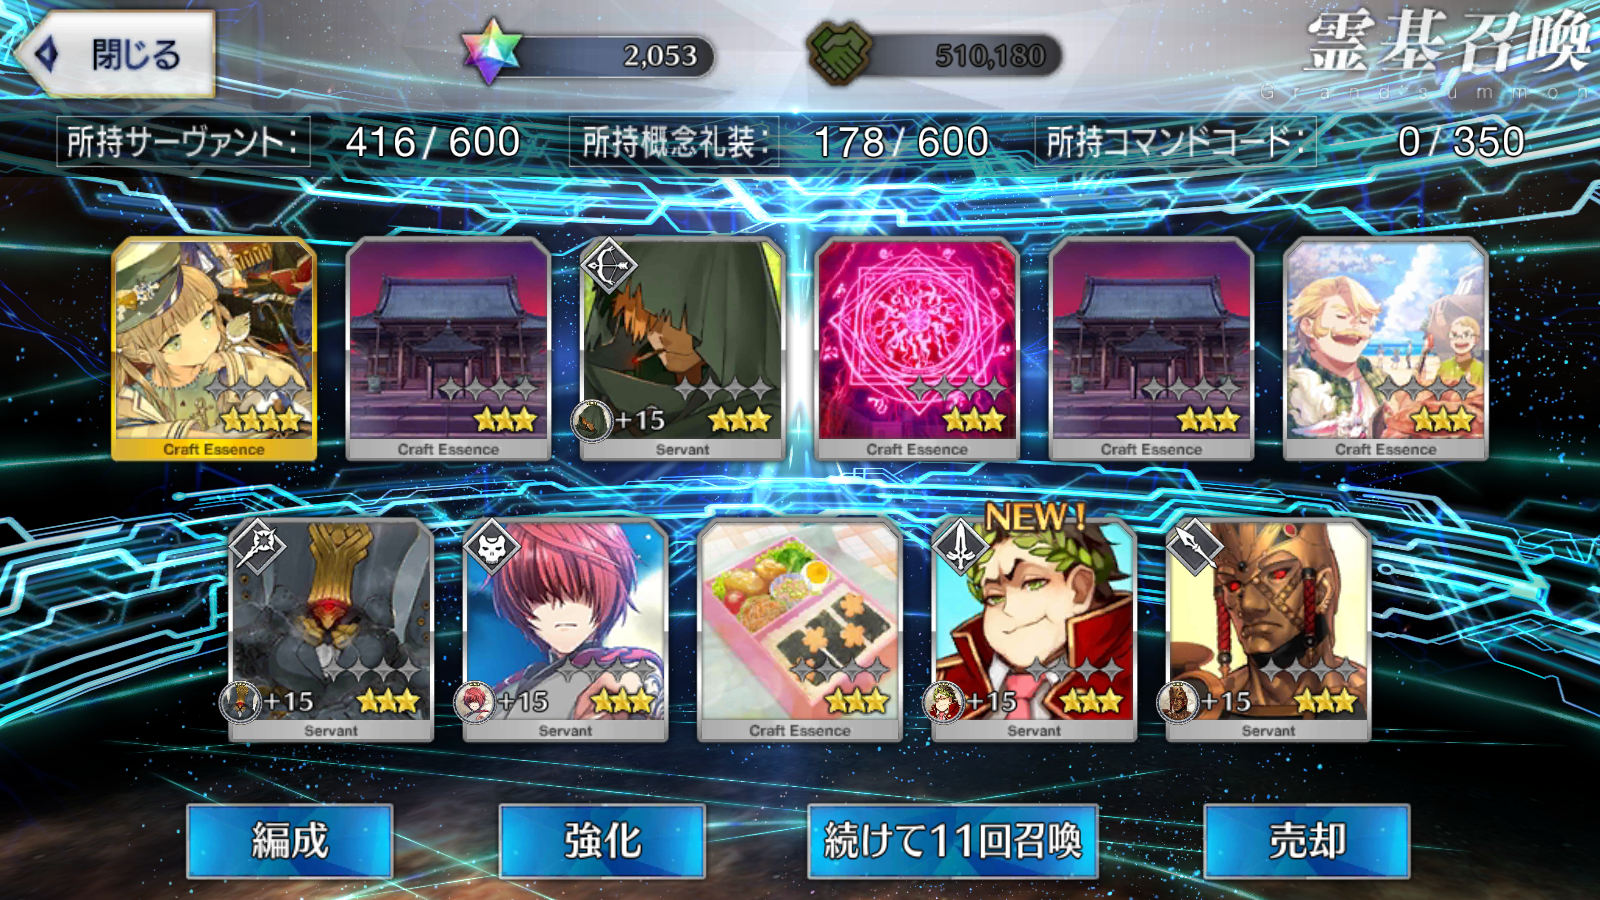 閉じる
2,053
510,180
霊基召喚
Grand summon
所持サーヴァント: 416 / 600
所持概念礼装: 178 / 600
所持コマンドコード: 0 / 350
Craft Essence
Craft Essence
+15
Servant
Craft Essence
Craft Essence
Craft Essence
+15
Servant
+15
Servant
Craft Essence
NEW!
+15
Servant
+15
Servant
編成
強化
続けて11回召喚
売却